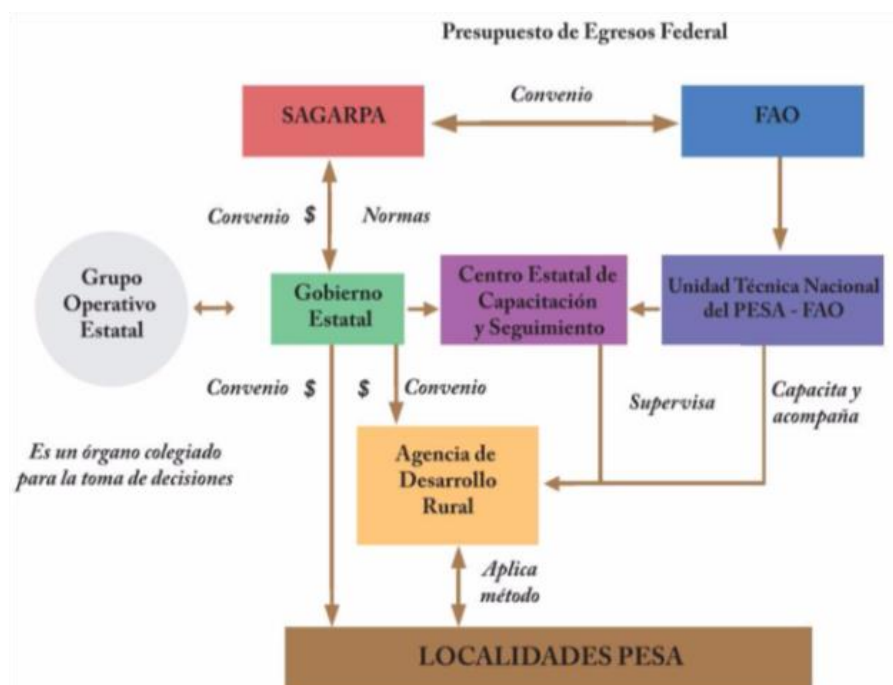 Presupuesto de Egresos Federal
SAGARPA
Convenio
FAO
Convenio $ Normas
Grupo
Operativo
Estatal
Gobierno
Estatal
Centro Estatal de
Capacitación
y Seguimiento
Unidad Técnica Nacional
del PESA - FAO
Convenio $
$ Convenio
Supervisa
Capacita y
acompaña
Es un órgano colegiado
para la toma de decisiones
Agencia de
Desarrollo
Rural
Aplica
método
LOCALIDADES PESA